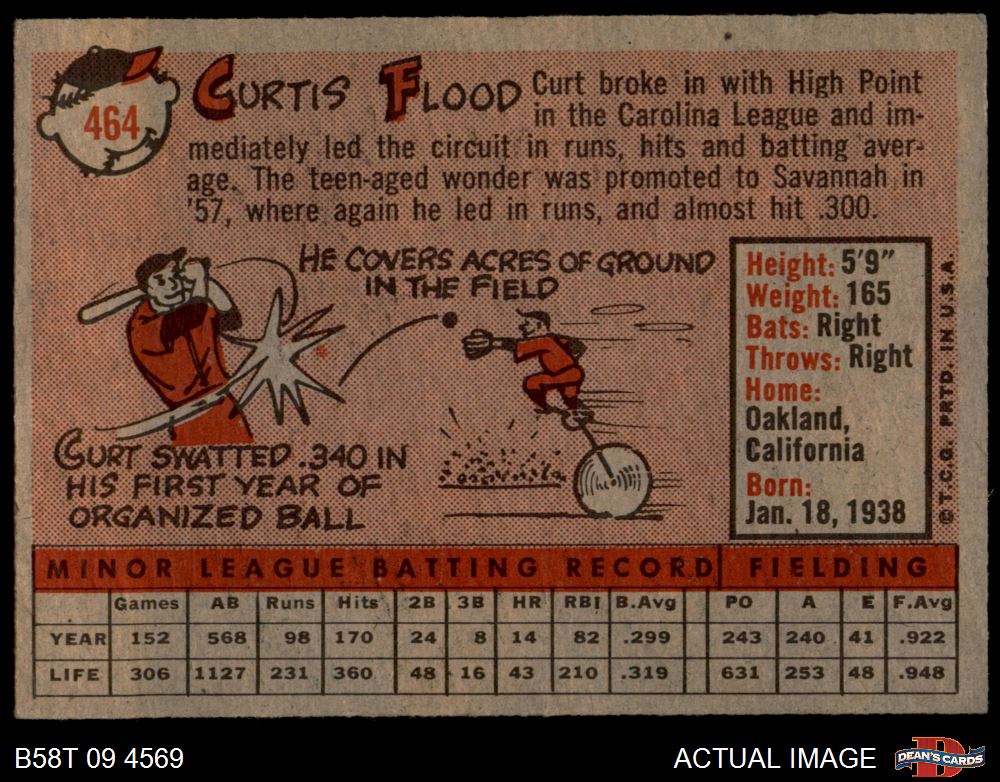 464
CURTIS FLOOD
Curt broke in with High Point
in the Carolina League and im-
mediately led the circuit in runs, hits and batting aver-
age. The teen-aged wonder was promoted to Savannah in
'57, where again he led in runs, and almost hit .300.
HE COVERS ACRES OF GROUND
IN THE FIELD
CURT SWATTED .340 IN
HIS FIRST YEAR OF
ORGANIZED BALL
Height: 5'9"
Weight: 165
Bats: Right
Throws: Right
Home:
Oakland,
California
Born:
Jan. 18, 1938
© T.C.G. PRTD. IN U.S.A.
MINOR LEAGUE BATTING RECORD FIELDING
Games AB Runs Hits 2B 3B HR RBI B.Avg PO A E F.Avg
YEAR 152 568 98 170 24 8 14 82 .299 243 240 41 .922
LIFE 306 1127 231 360 48 16 43 210 .319 631 253 48 .948
B58T 09 4569 ACTUAL IMAGE
D
DEAN'S CARDS